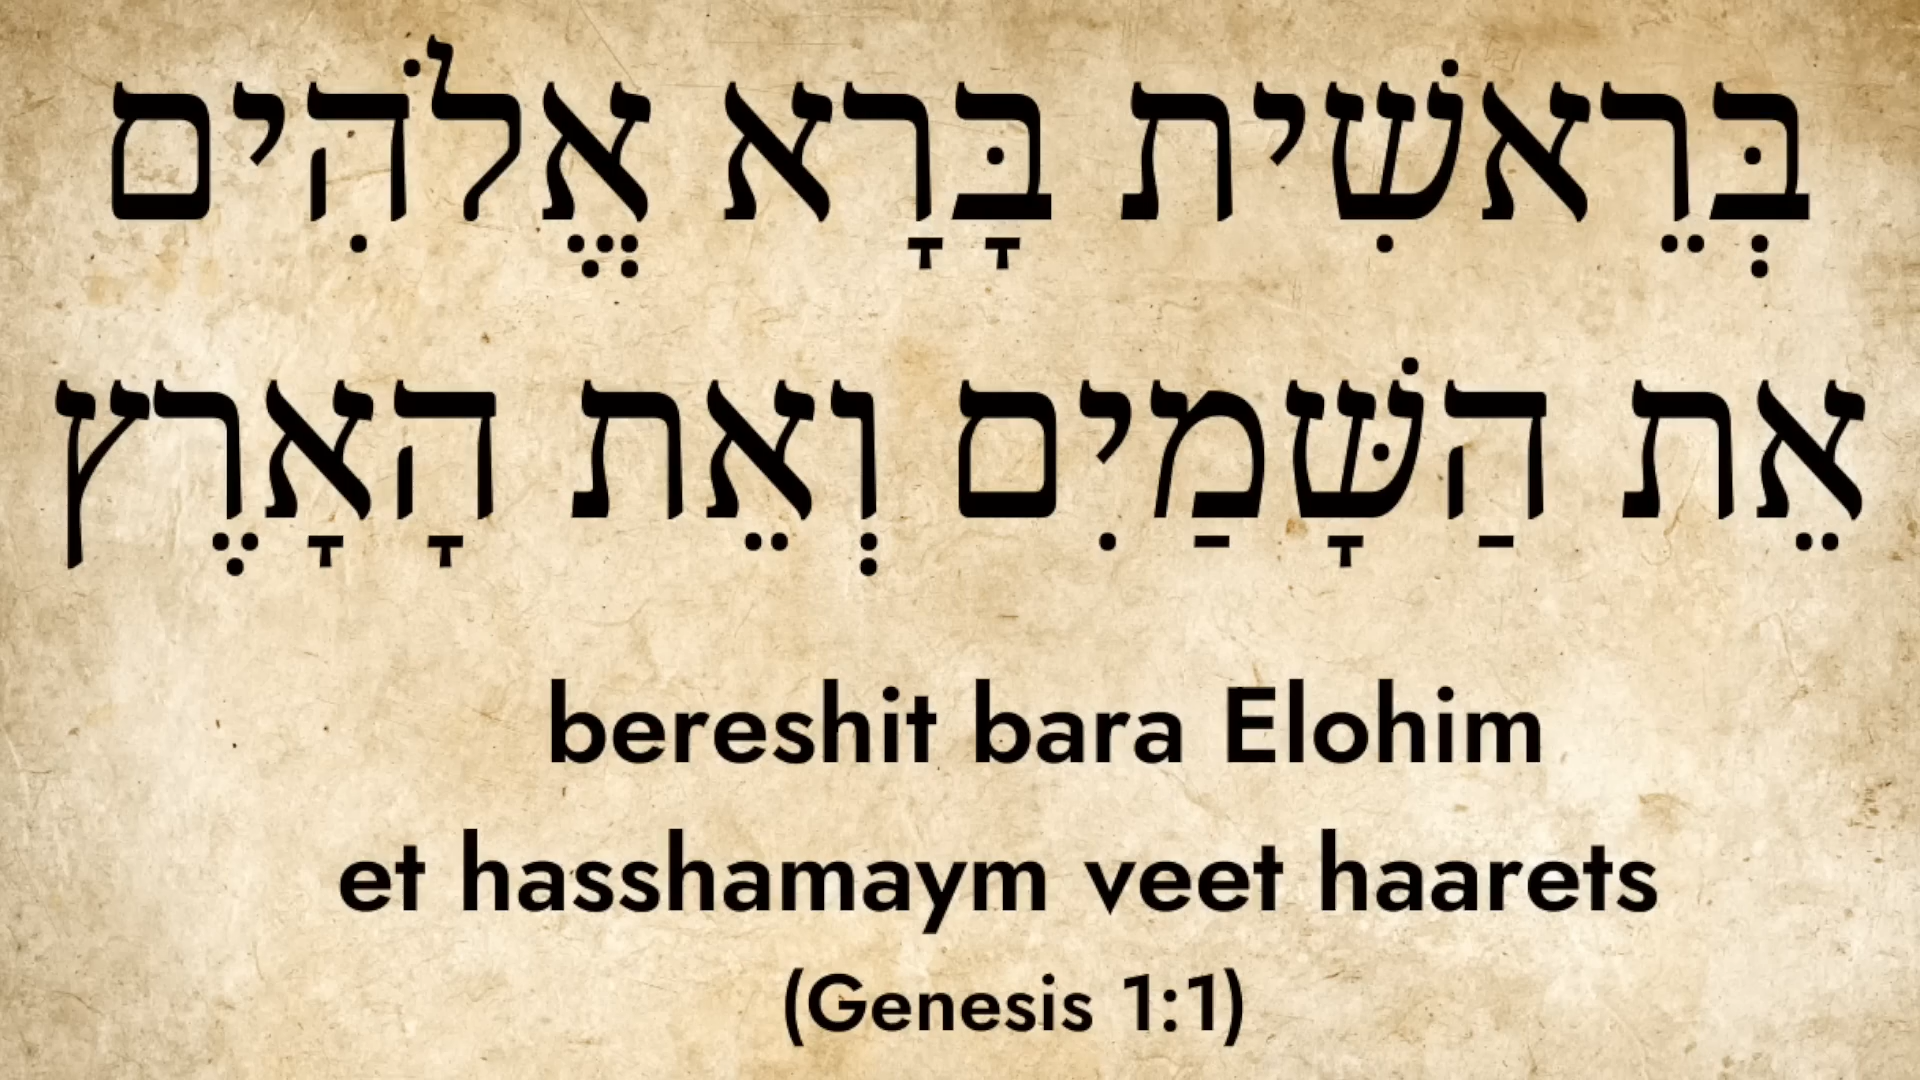 בְּרֵאשִׁית בָּרָא אֱלֹהִים
אֵת הַשָּׁמַיִם וְאֵת הָאָרֶץ
bereshit bara Elohim
et hasshamaym veet haarets
(Genesis 1:1)